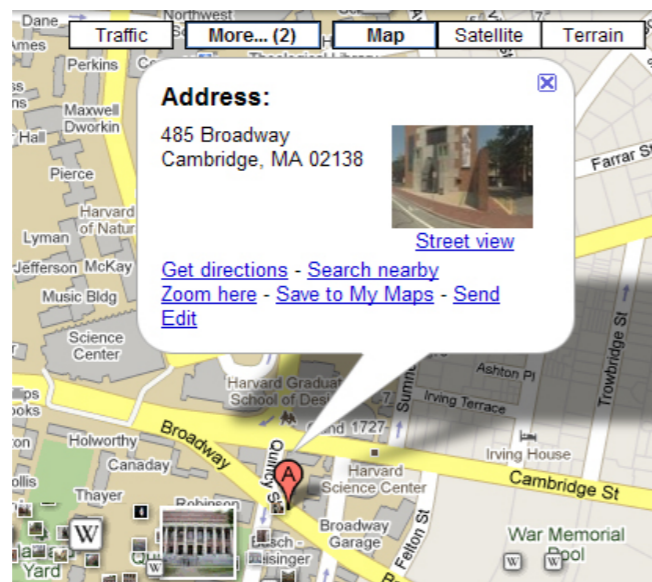 Dane
Northwest
Ames
Traffic
More... (2)
Map
Satellite
Terrain
Perkins
Theological Library
Address:
485 Broadway
Cambridge, MA 02138
Street view
Get directions - Search nearby
Zoom here - Save to My Maps - Send
Edit
Maxwell
Dworkin
Hall
Pierce
Farrar St
Harvard
of Natur
Lyman
Jefferson
McKay
Music Bldg
Science
Center
Harvard Graduat
School of Desi
Ashton Pl
Trowbridge St
Sumn
Irving Terrace
Broadway
Quincy S
1727-
Holworthy
Canaday
Irving House
Harvard
Science Center
Cambridge St
A
Thayer
Robinson
Broadway
Garage
Felton St
War Memorial
Pool
W
W
W
W
Yard